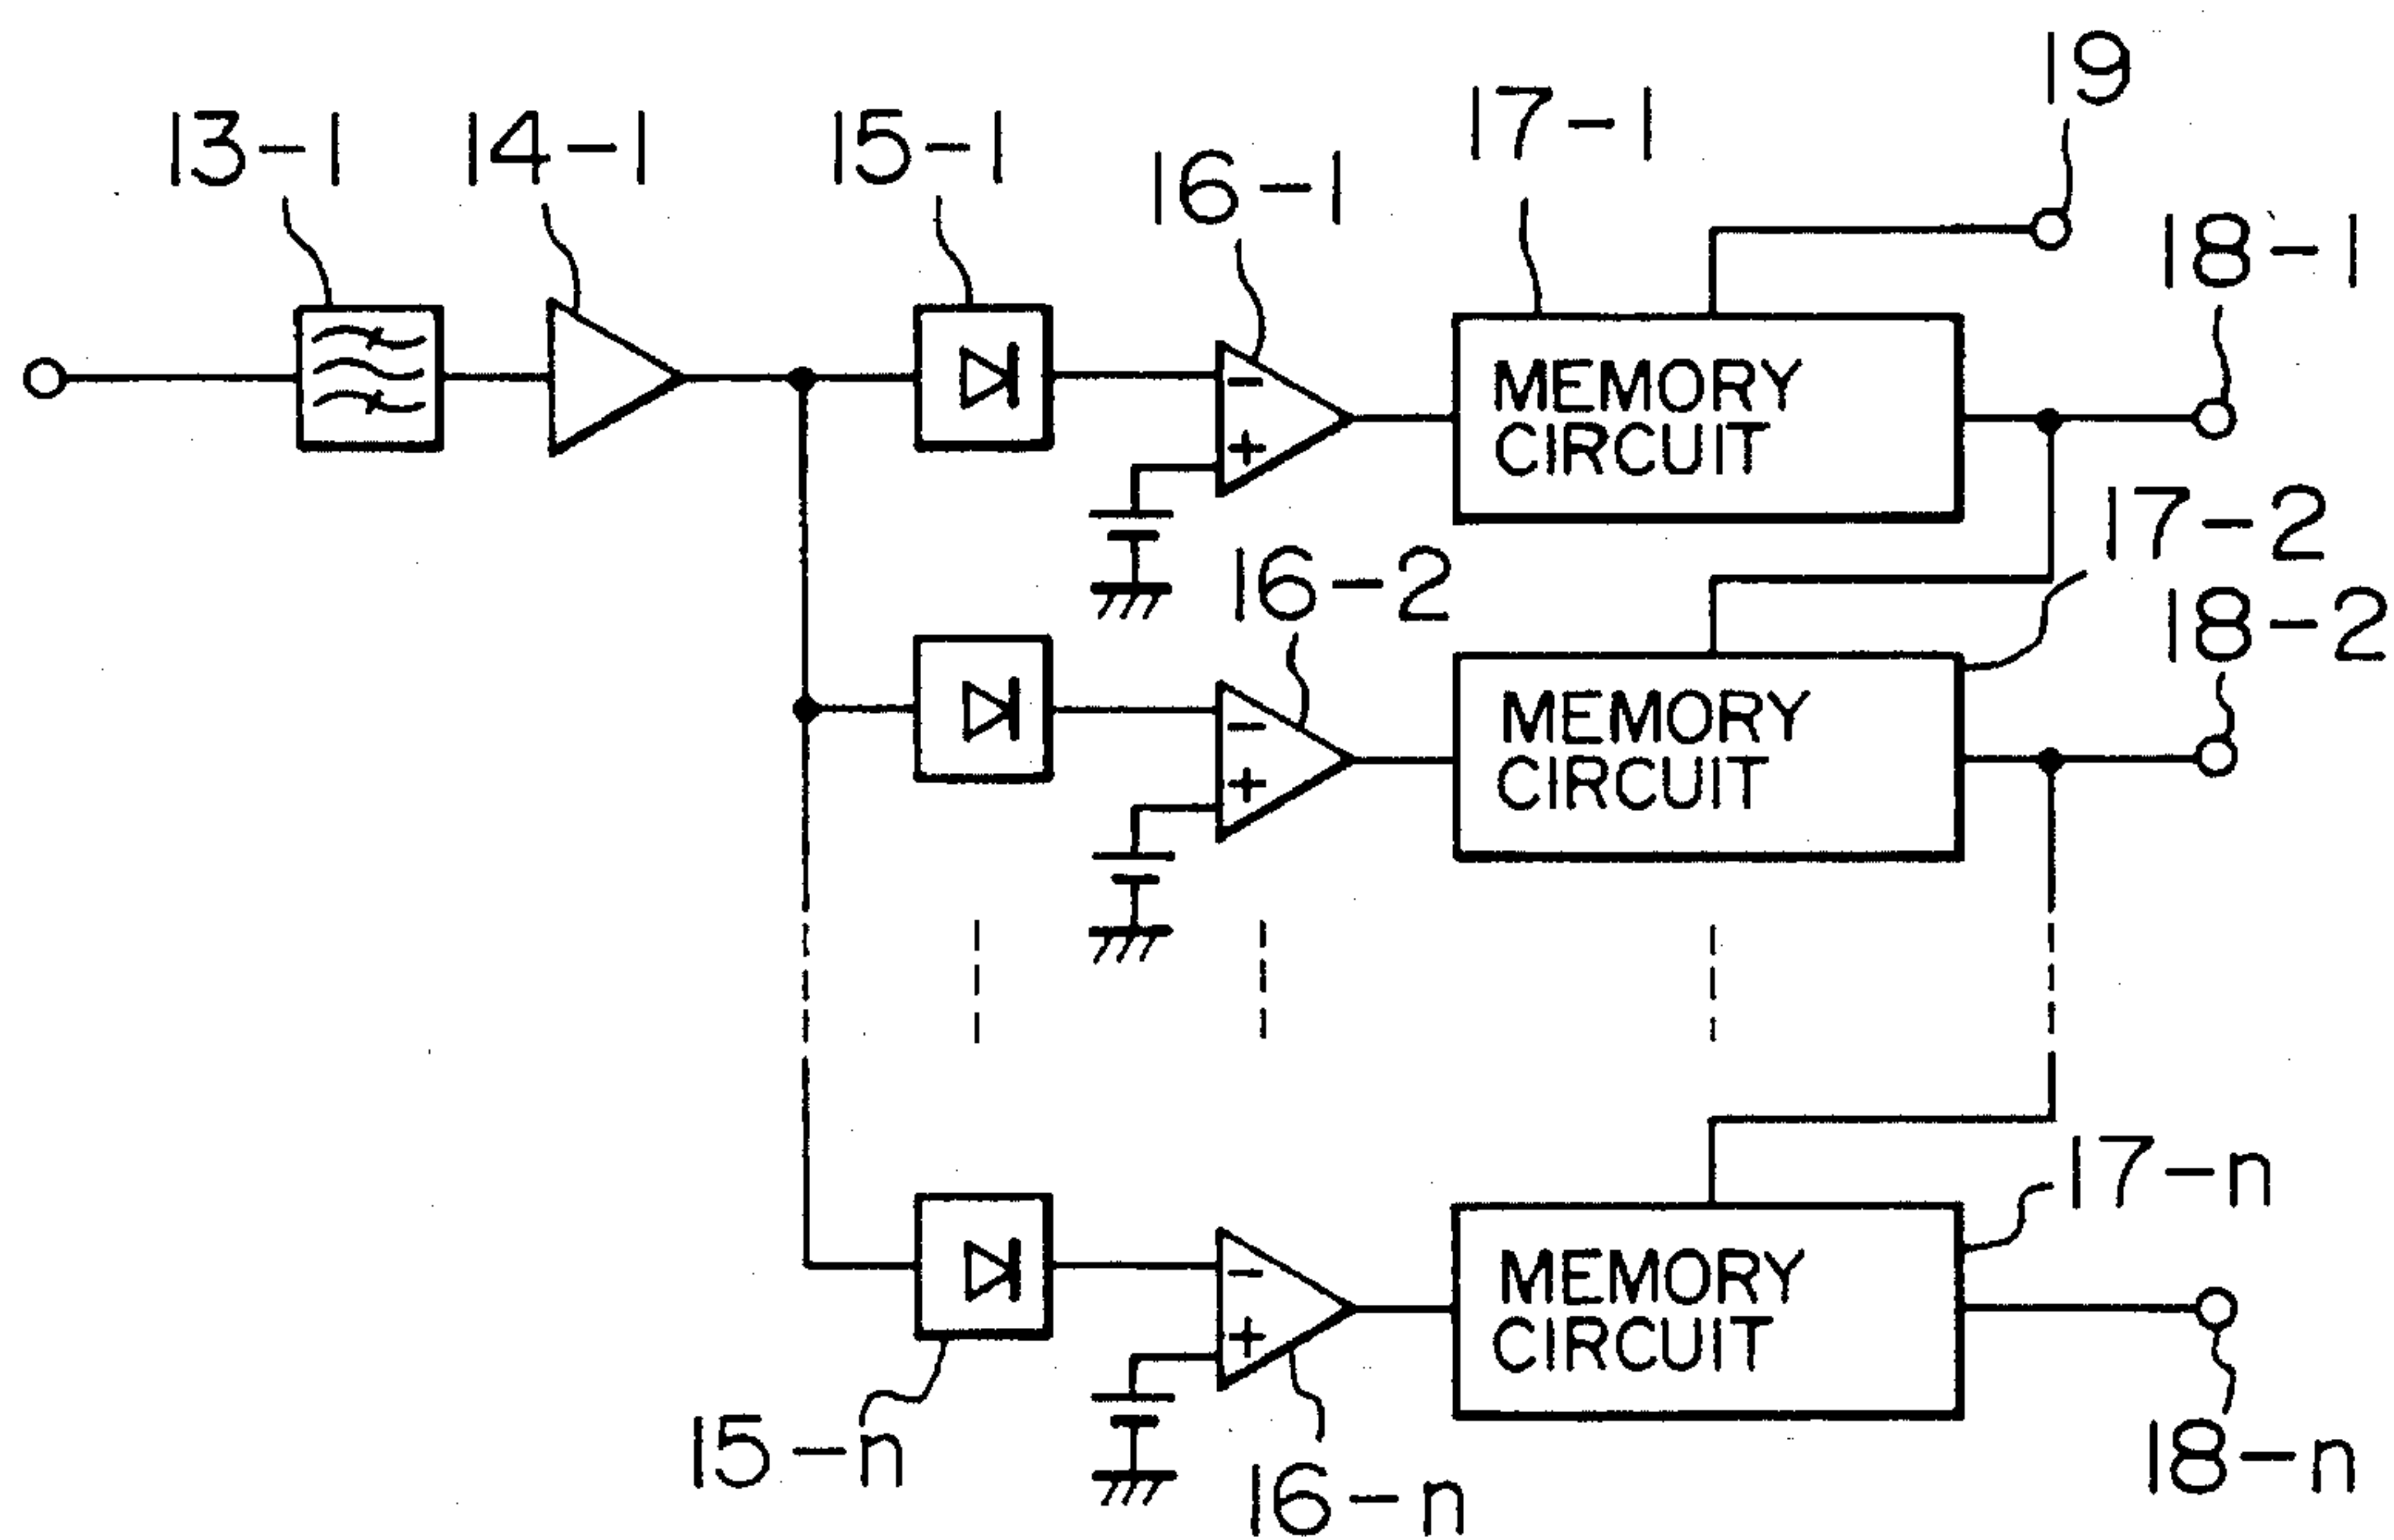 19
13-1
14-1
15-1
16-1
17-1
18-1
MEMORY
CIRCUIT
17-2
16-2
18-2
MEMORY
CIRCUIT
17-n
MEMORY
CIRCUIT
15-n
16-n
18-n